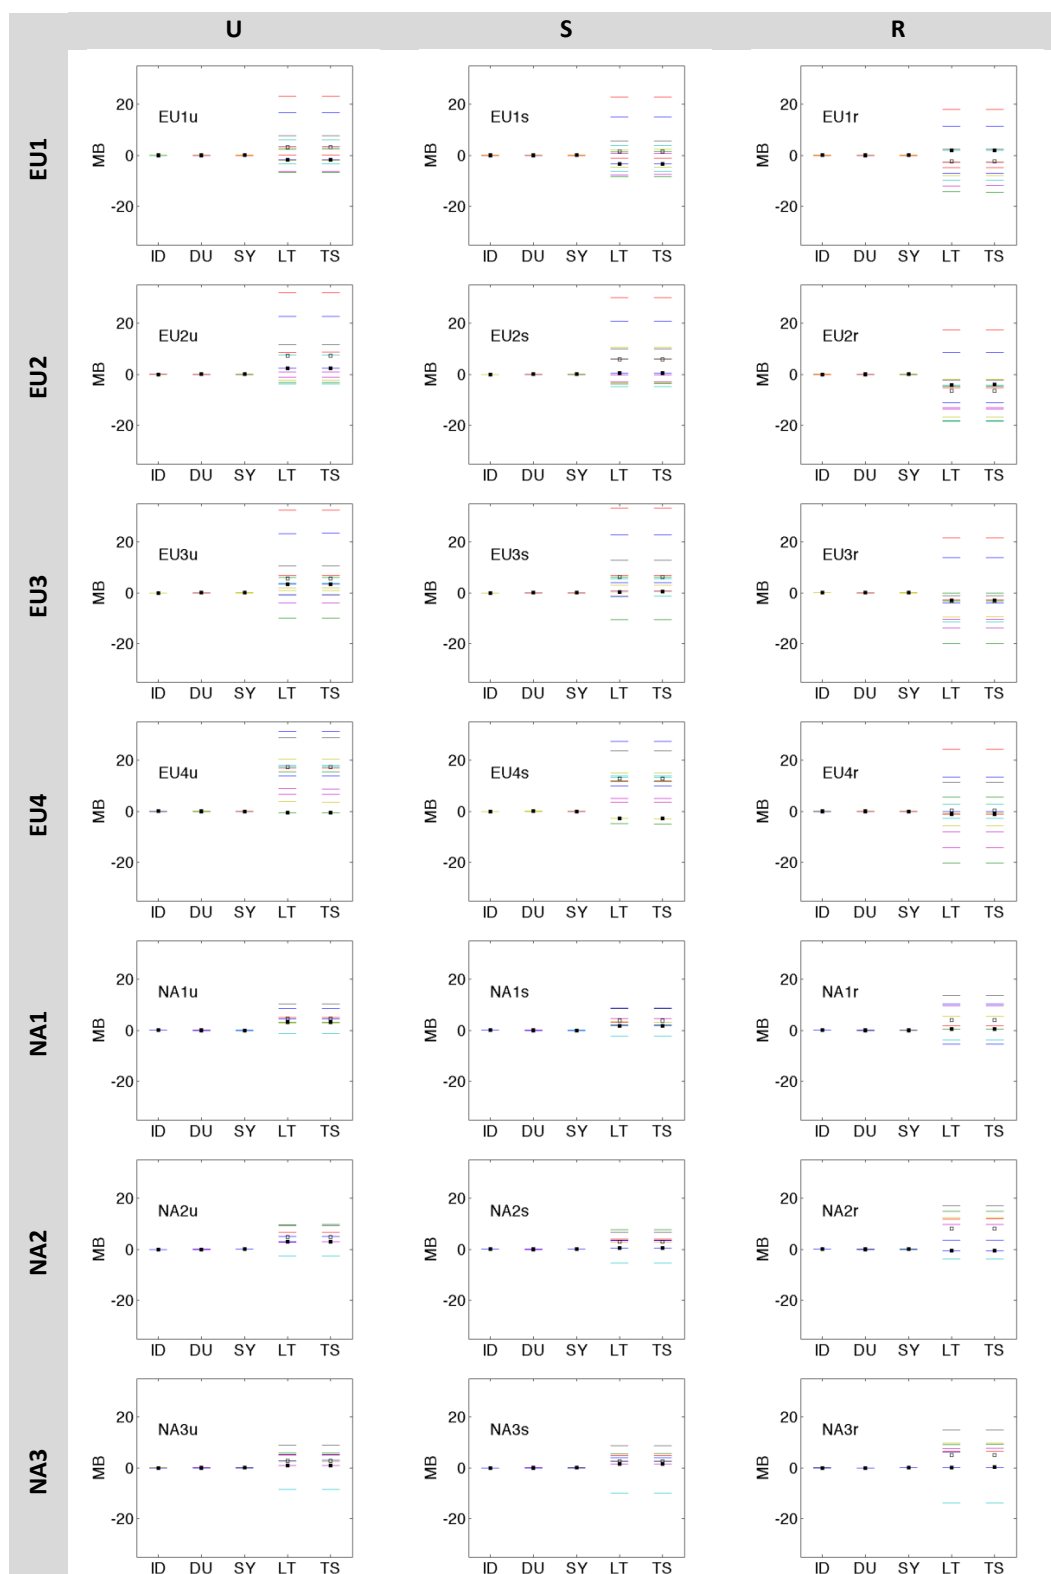 U S R
EU1
MB 20 0 -20 EU1u ID DU SY LT TS
MB 20 0 -20 EU1s ID DU SY LT TS
MB 20 0 -20 EU1r ID DU SY LT TS
EU2
MB 20 0 -20 EU2u ID DU SY LT TS
MB 20 0 -20 EU2s ID DU SY LT TS
MB 20 0 -20 EU2r ID DU SY LT TS
EU3
MB 20 0 -20 EU3u ID DU SY LT TS
MB 20 0 -20 EU3s ID DU SY LT TS
MB 20 0 -20 EU3r ID DU SY LT TS
EU4
MB 20 0 -20 EU4u ID DU SY LT TS
MB 20 0 -20 EU4s ID DU SY LT TS
MB 20 0 -20 EU4r ID DU SY LT TS
NA1
MB 20 0 -20 NA1u ID DU SY LT TS
MB 20 0 -20 NA1s ID DU SY LT TS
MB 20 0 -20 NA1r ID DU SY LT TS
NA2
MB 20 0 -20 NA2u ID DU SY LT TS
MB 20 0 -20 NA2s ID DU SY LT TS
MB 20 0 -20 NA2r ID DU SY LT TS
NA3
MB 20 0 -20 NA3u ID DU SY LT TS
MB 20 0 -20 NA3s ID DU SY LT TS
MB 20 0 -20 NA3r ID DU SY LT TS